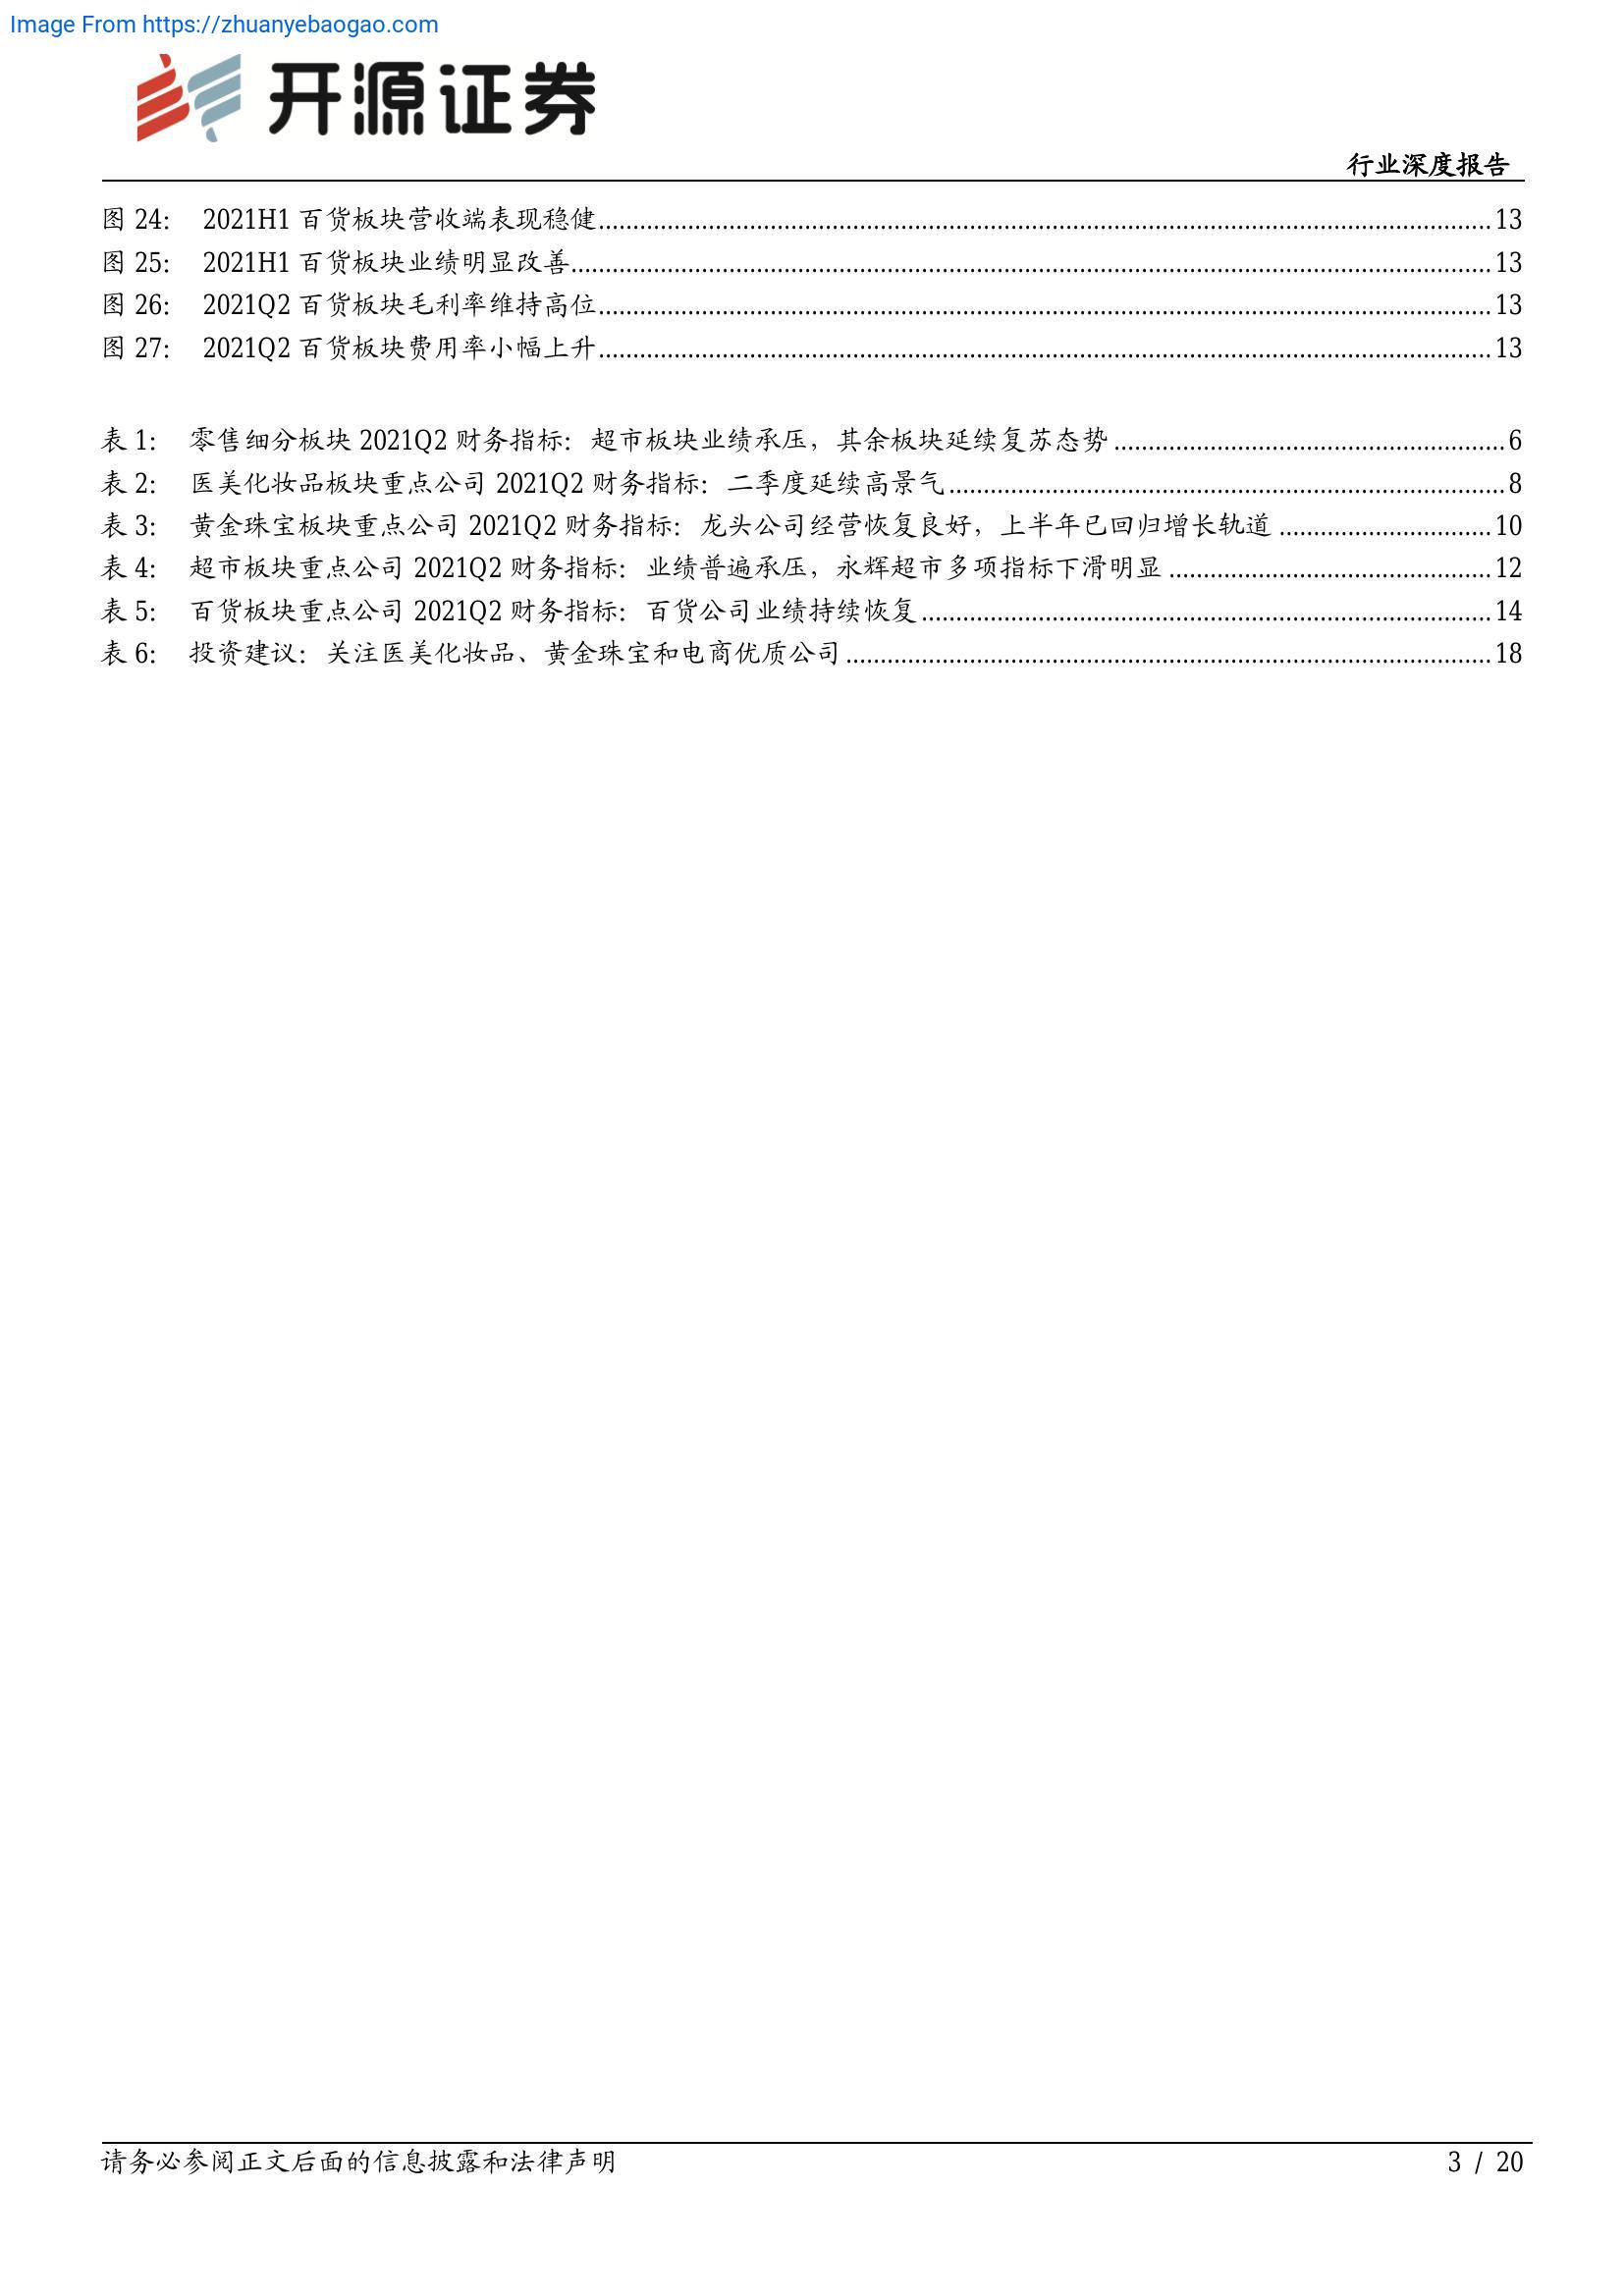 Image From https://zhuanyebaogao.com
开源证券
行业深度报告
图 24: 2021H1 百货板块营收端表现稳健 13
图 25: 2021H1 百货板块业绩明显改善 13
图 26: 2021Q2 百货板块毛利率维持高位 13
图 27: 2021Q2 百货板块费用率小幅上升 13
表 1: 零售细分板块 2021Q2 财务指标：超市板块业绩承压，其余板块延续复苏态势 6
表 2: 医美化妆品板块重点公司 2021Q2 财务指标：二季度延续高景气 8
表 3: 黄金珠宝板块重点公司 2021Q2 财务指标：龙头公司经营恢复良好，上半年已回归增长轨道 10
表 4: 超市板块重点公司 2021Q2 财务指标：业绩普遍承压，永辉超市多项指标下滑明显 12
表 5: 百货板块重点公司 2021Q2 财务指标：百货公司业绩持续恢复 14
表 6: 投资建议：关注医美化妆品、黄金珠宝和电商优质公司 18
请务必参阅正文后面的信息披露和法律声明 3 / 20